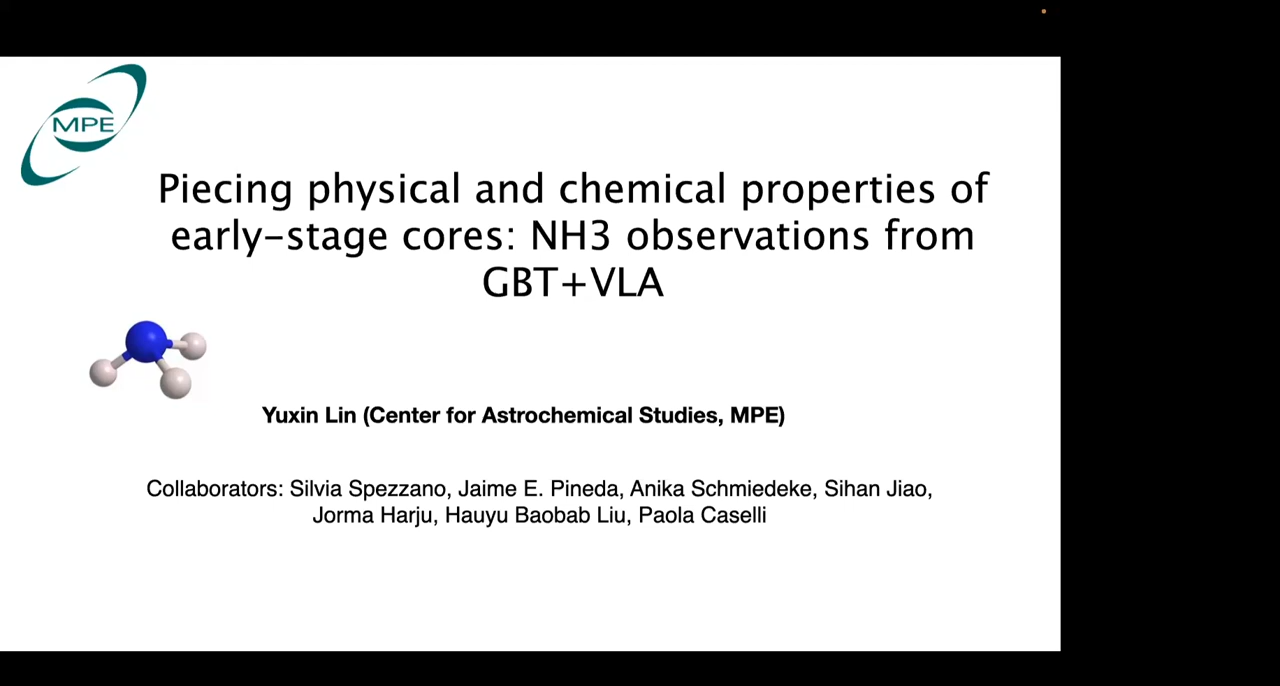 MPE
Piecing physical and chemical properties of
early-stage cores: NH3 observations from
GBT+VLA
Yuxin Lin (Center for Astrochemical Studies, MPE)
Collaborators: Silvia Spezzano, Jaime E. Pineda, Anika Schmiedeke, Sihan Jiao,
Jorma Harju, Hauyu Baobab Liu, Paola Caselli